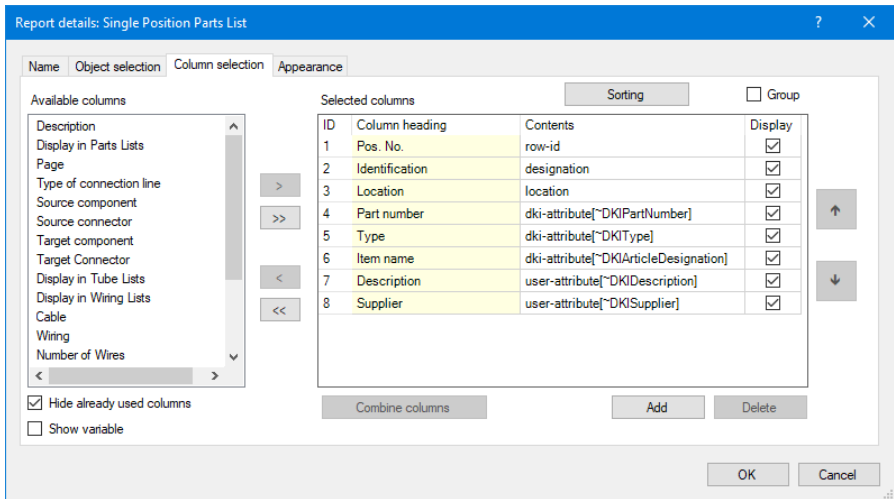 Report details: Single Position Parts List
? ×
Name Object selection Column selection Appearance
Available columns
Description
Display in Parts Lists
Page
Type of connection line
Source component
Source connector
Target component
Target Connector
Display in Tube Lists
Display in Wiring Lists
Cable
Wiring
Number of Wires
Hide already used columns
Show variable
>
>>
<
<<
Selected columns Sorting Group
ID Column heading Contents Display
1 Pos. No. row-id
2 Identification designation
3 Location location
4 Part number dki-attribute[~DKIPartNumber]
5 Type dki-attribute[~DKIType]
6 Item name dki-attribute[~DKIArticleDesignation]
7 Description user-attribute[~DKIDescription]
8 Supplier user-attribute[~DKISupplier]
Combine columns Add Delete
OK Cancel